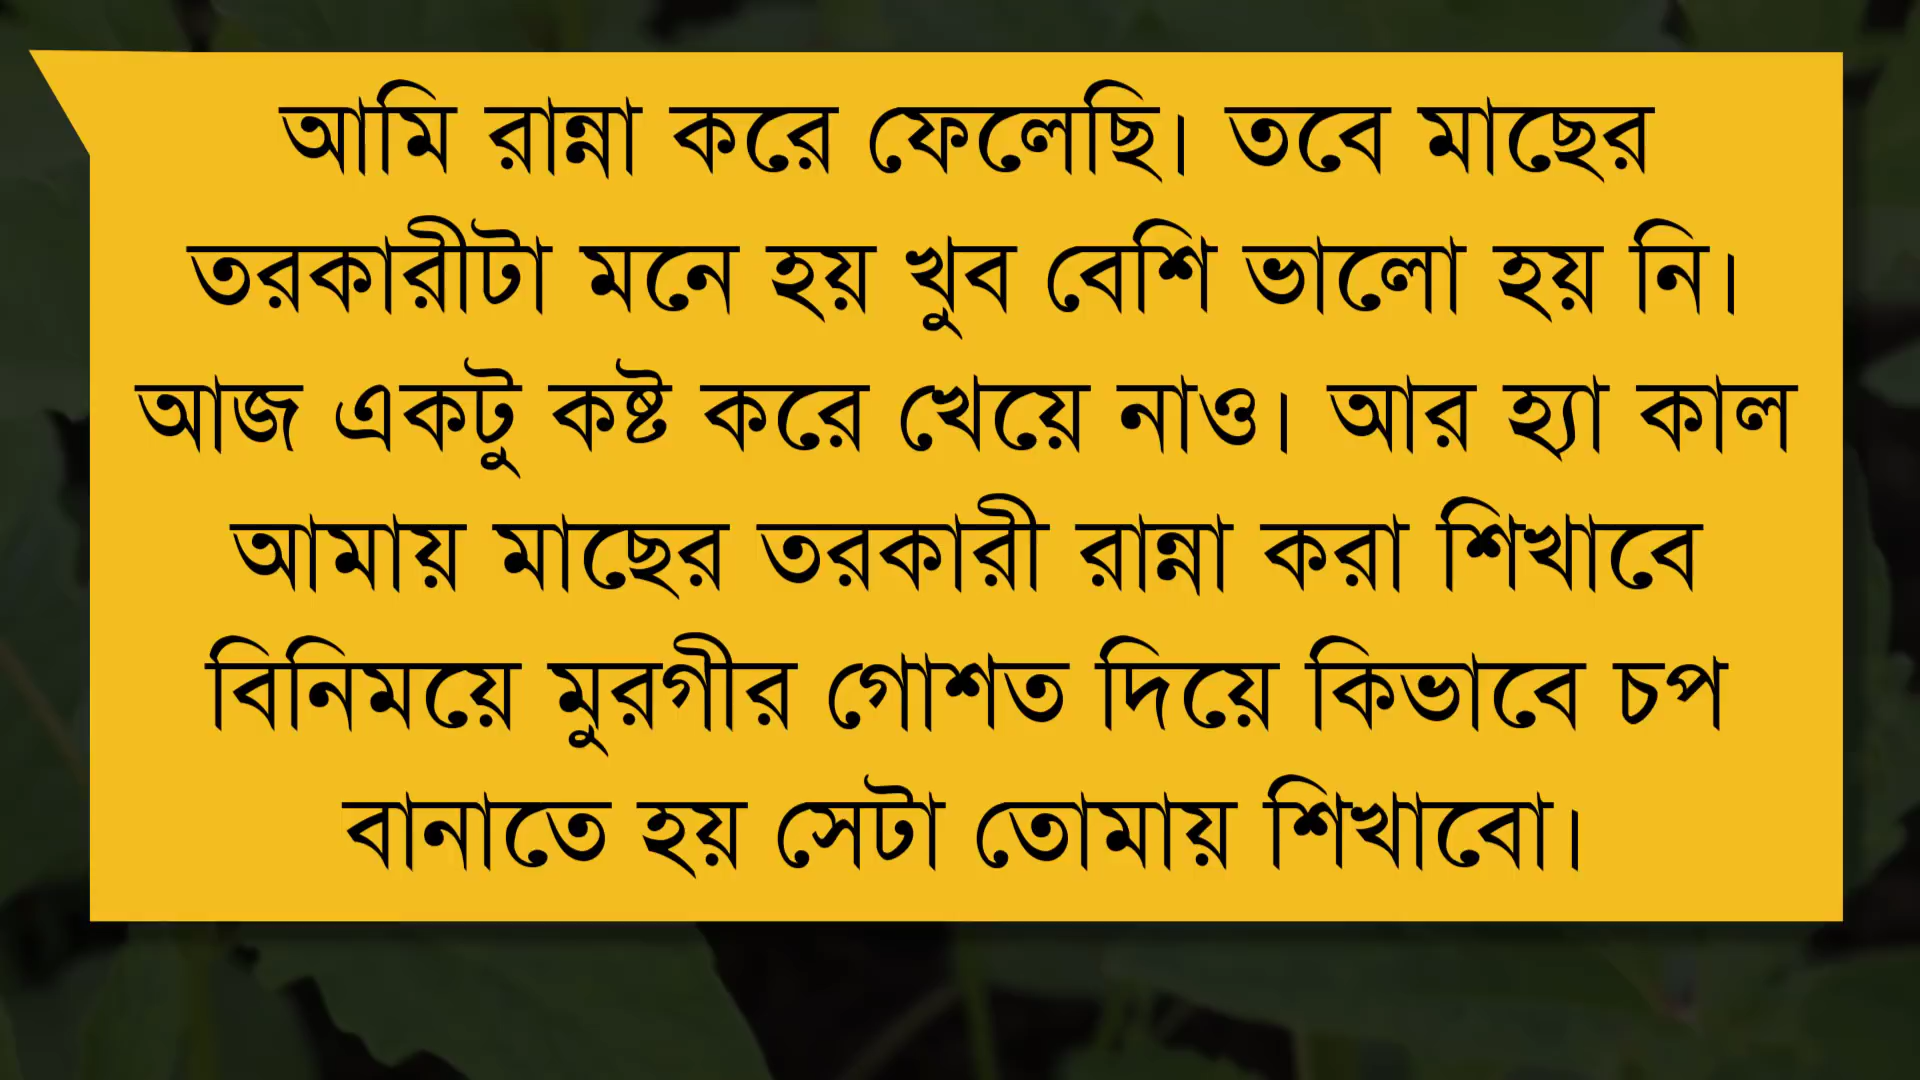 আমি রান্না করে ফেলেছি। তবে মাছের
তরকারীটা মনে হয় খুব বেশি ভালো হয় নি।
আজ একটু কষ্ট করে খেয়ে নাও। আর হ্যা কাল
আমায় মাছের তরকারী রান্না করা শিখাবে
বিনিময়ে মুরগীর গোশত দিয়ে কিভাবে চপ
বানাতে হয় সেটা তোমায় শিখাবো।